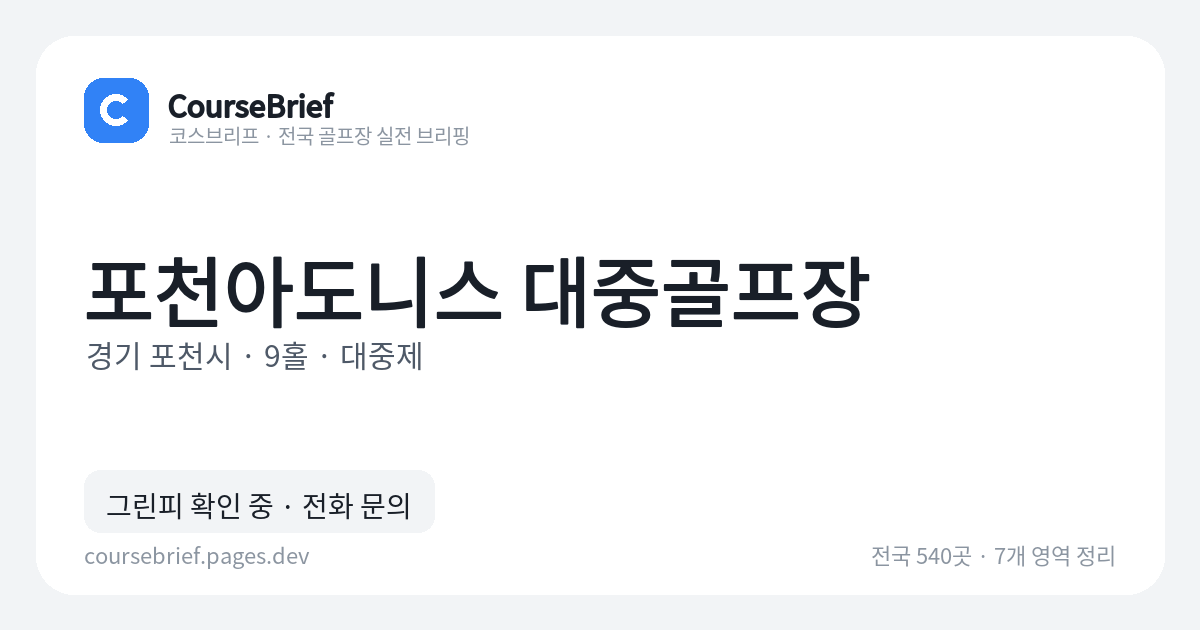 C
CourseBrief
코스브리프 · 전국 골프장 실전 브리핑
포천아도니스 대중골프장
경기 포천시 · 9홀 · 대중제
그린피 확인 중 · 전화 문의
coursebrief.pages.dev
전국 540곳 · 7개 영역 정리